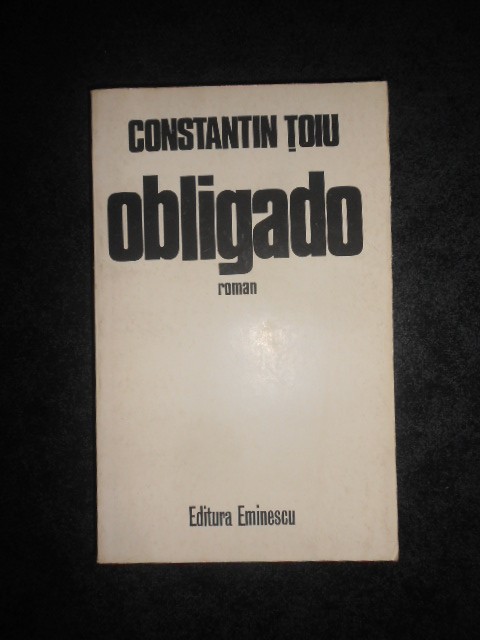 CONSTANTIN ȚOIU
obligado
roman
Editura Eminescu